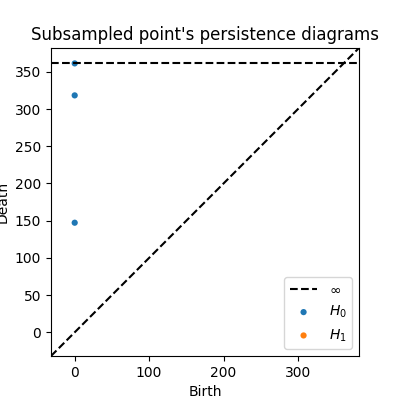 Subsampled point's persistence diagrams
Death
350
300
250
200
150
100
50
0
∞
H₀
H₁
0 100 200 300
Birth